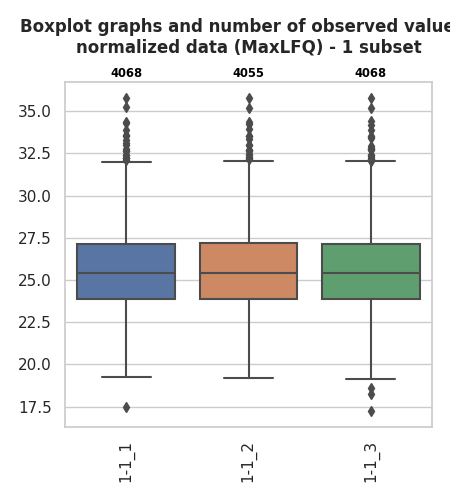 Boxplot graphs and number of observed value
normalized data (MaxLFQ) - 1 subset
4068 4055 4068
35.0
32.5
30.0
27.5
25.0
22.5
20.0
17.5
1-1_1 1-1_2 1-1_3